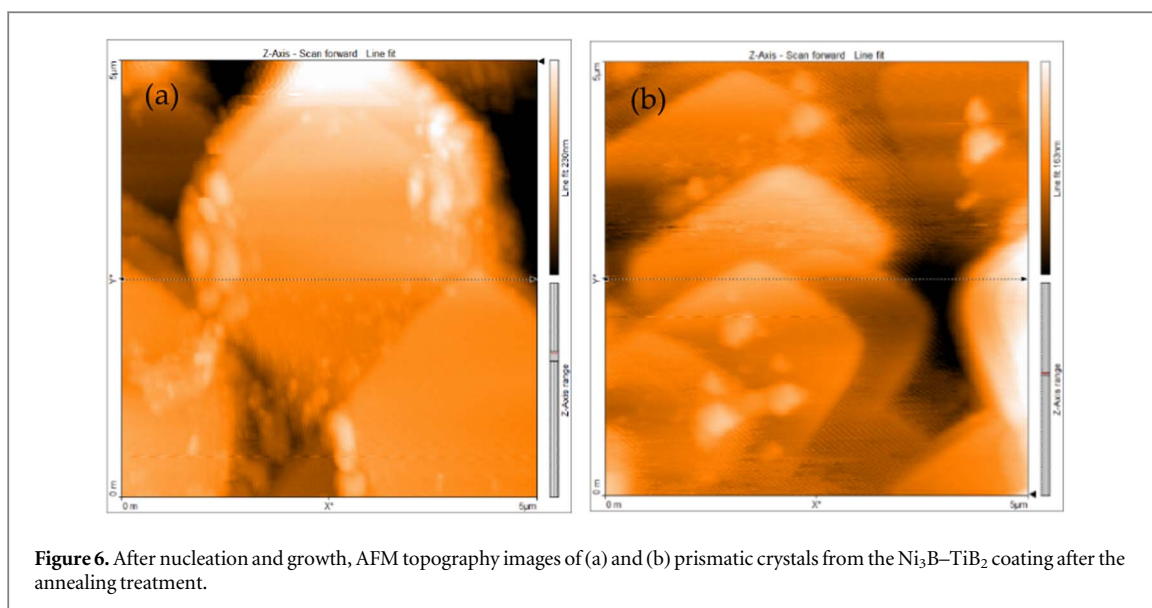 Z-Axis - Scan forward Line fit
(a)
5µm
Y*
0 m
0 m
X*
5µm
Line fit 230nm
Z-Axis range
Z-Axis - Scan forward Line fit
(b)
5µm
Y*
0 m
0 m
X*
5µm
Line fit 163nm
Z-Axis range
Figure 6. After nucleation and growth, AFM topography images of (a) and (b) prismatic crystals from the Ni₃B–TiB₂ coating after the
annealing treatment.